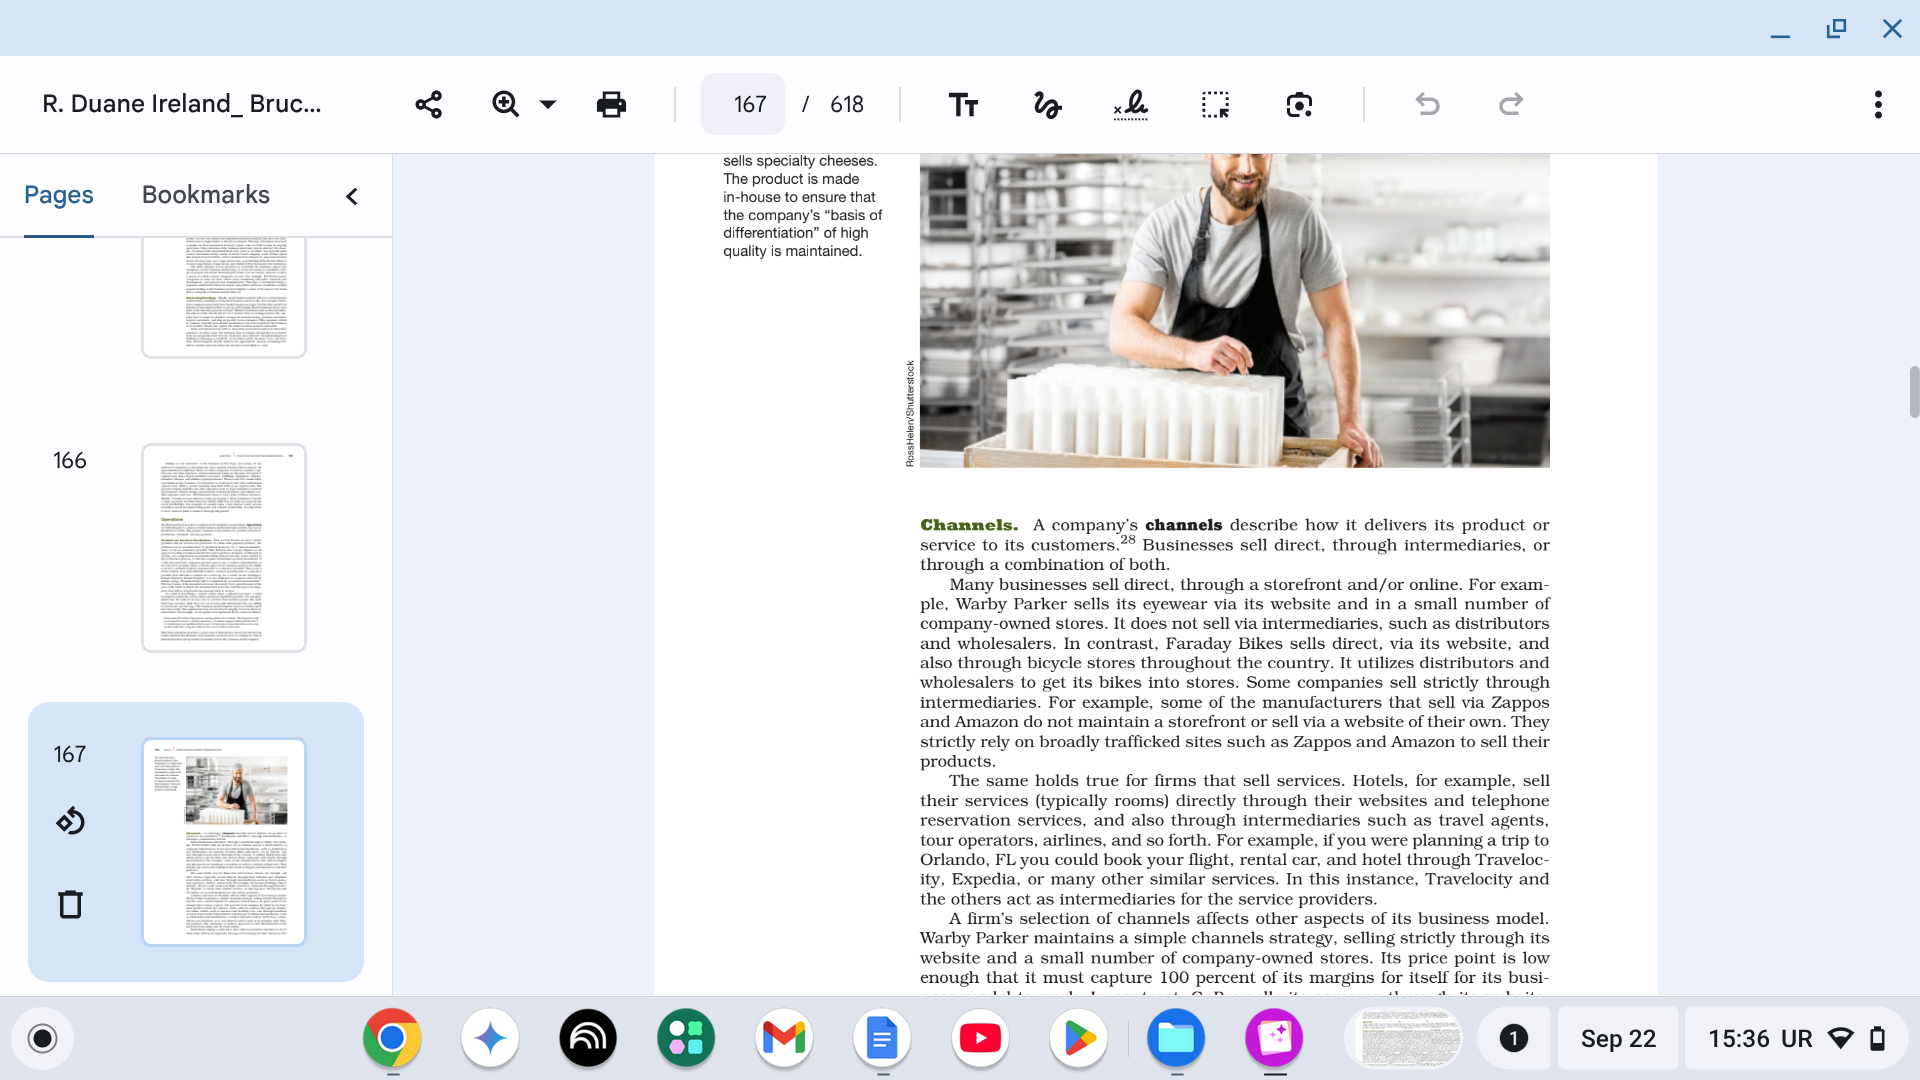 R. Duane Ireland_ Bruc...
167 / 618
Pages
Bookmarks
166
167
sells specialty cheeses.
The product is made
in-house to ensure that
the company's “basis of
differentiation” of high
quality is maintained.
RossHelen/Shutterstock
Channels. A company's channels describe how it delivers its product or
service to its customers.28 Businesses sell direct, through intermediaries, or
through a combination of both.
Many businesses sell direct, through a storefront and/or online. For exam-
ple, Warby Parker sells its eyewear via its website and in a small number of
company-owned stores. It does not sell via intermediaries, such as distributors
and wholesalers. In contrast, Faraday Bikes sells direct, via its website, and
also through bicycle stores throughout the country. It utilizes distributors and
wholesalers to get its bikes into stores. Some companies sell strictly through
intermediaries. For example, some of the manufacturers that sell via Zappos
and Amazon do not maintain a storefront or sell via a website of their own. They
strictly rely on broadly trafficked sites such as Zappos and Amazon to sell their
products.
The same holds true for firms that sell services. Hotels, for example, sell
their services (typically rooms) directly through their websites and telephone
reservation services, and also through intermediaries such as travel agents,
tour operators, airlines, and so forth. For example, if you were planning a trip to
Orlando, FL you could book your flight, rental car, and hotel through Traveloc-
ity, Expedia, or many other similar services. In this instance, Travelocity and
the others act as intermediaries for the service providers.
A firm's selection of channels affects other aspects of its business model.
Warby Parker maintains a simple channels strategy, selling strictly through its
website and a small number of company-owned stores. Its price point is low
enough that it must capture 100 percent of its margins for itself for its busi-
1
Sep 22
15:36 UR